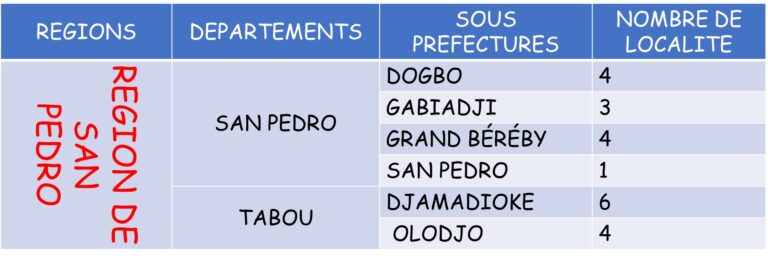 REGIONS DEPARTEMENTS SOUS PREFECTURES NOMBRE DE LOCALITE
REGION DE SAN PEDRO
SAN PEDRO
DOGBO 4
GABIADJI 3
GRAND BÉRÉBY 4
SAN PEDRO 1
TABOU
DJAMADIOKE 6
OLODJO 4